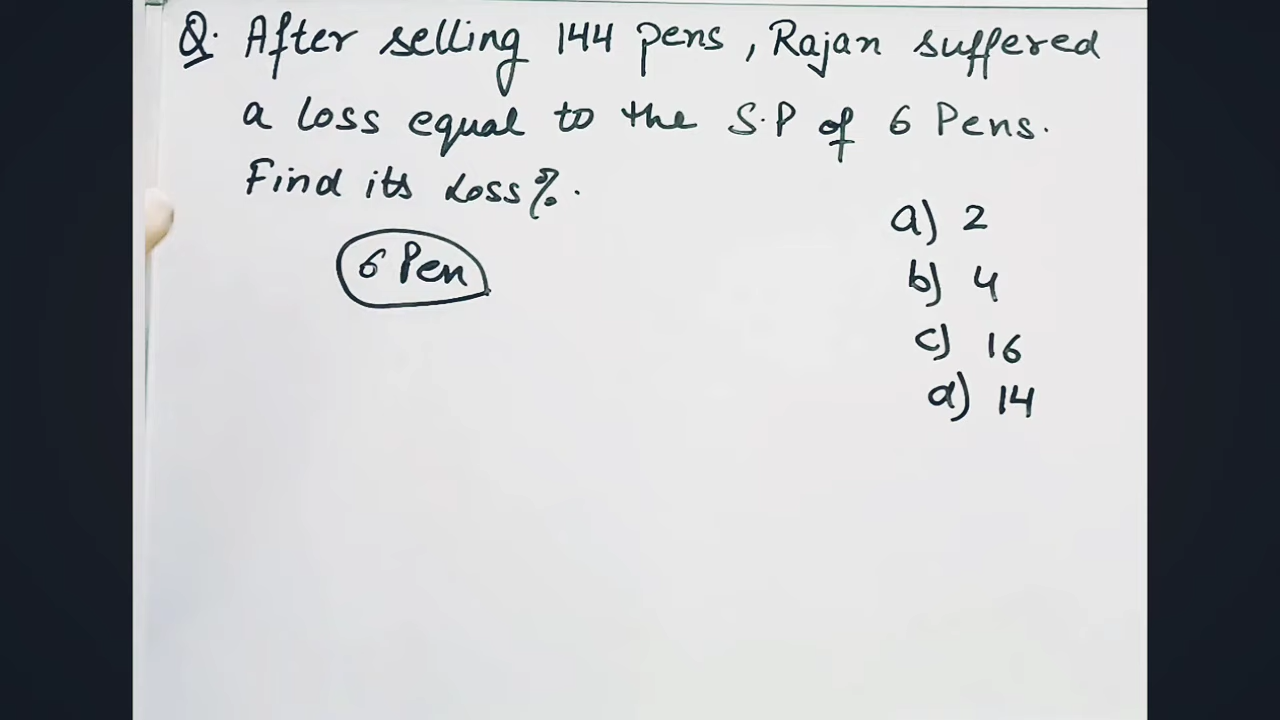 Q. After selling 144 pens, Rajan suffered
a loss equal to the S.P of 6 Pens.
Find its Loss%.
6 Pen
a) 2
b) 4
c) 16
d) 14